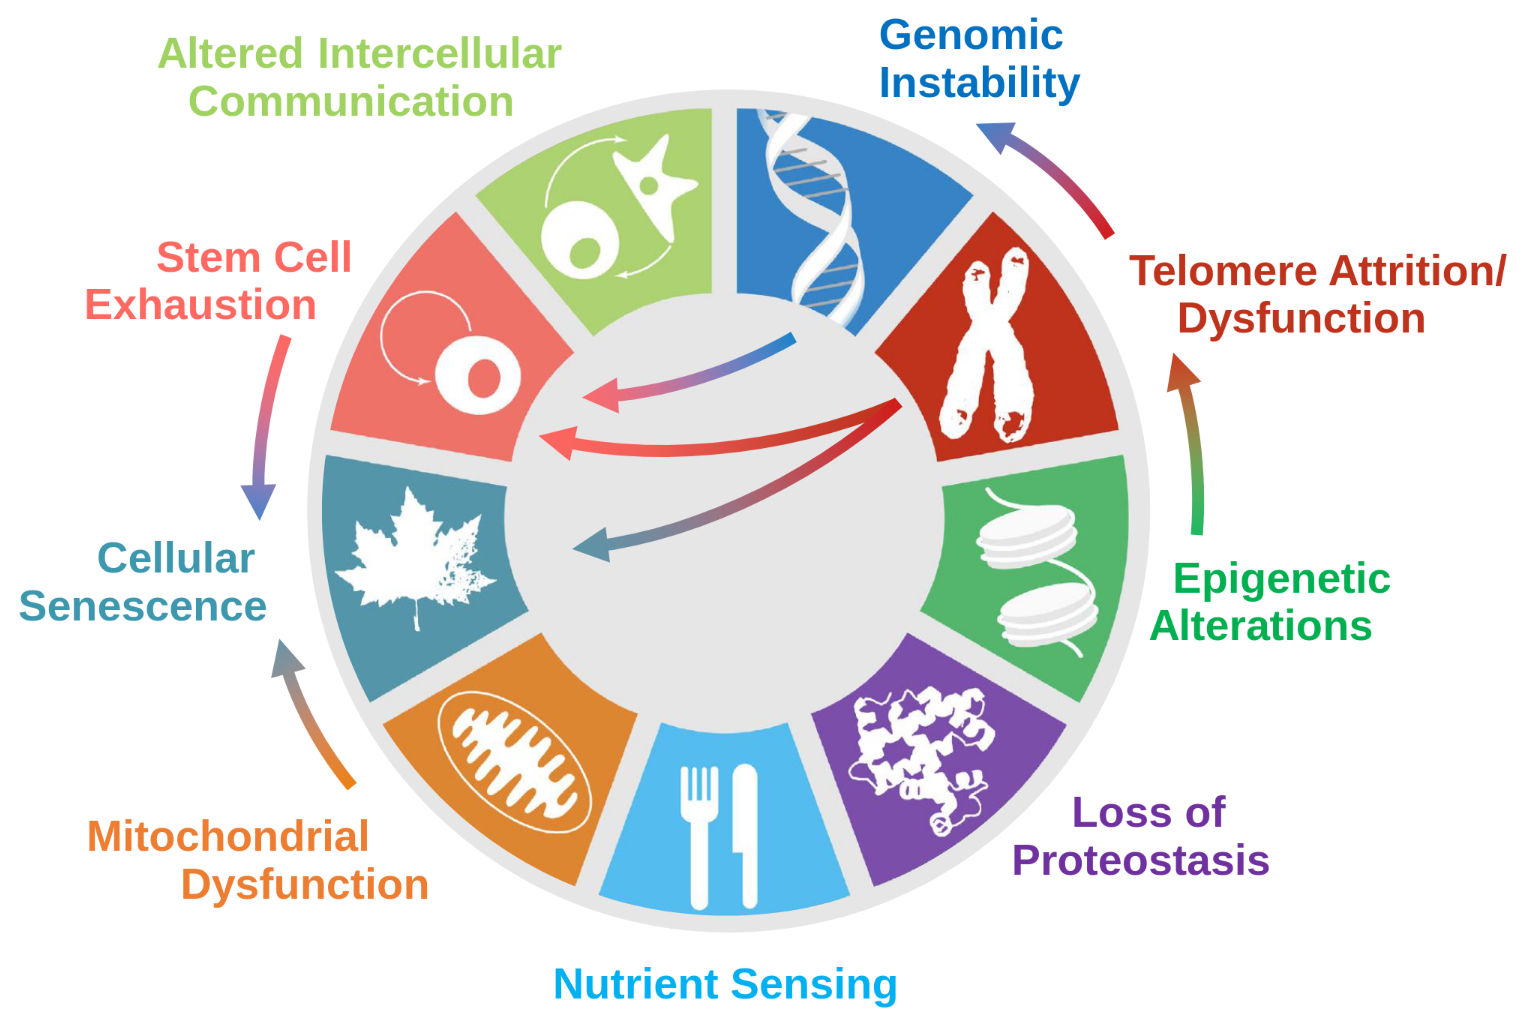 Altered Intercellular
Communication
Genomic
Instability
Stem Cell
Exhaustion
Telomere Attrition/
Dysfunction
Cellular
Senescence
Epigenetic
Alterations
Mitochondrial
Dysfunction
Loss of
Proteostasis
Nutrient Sensing